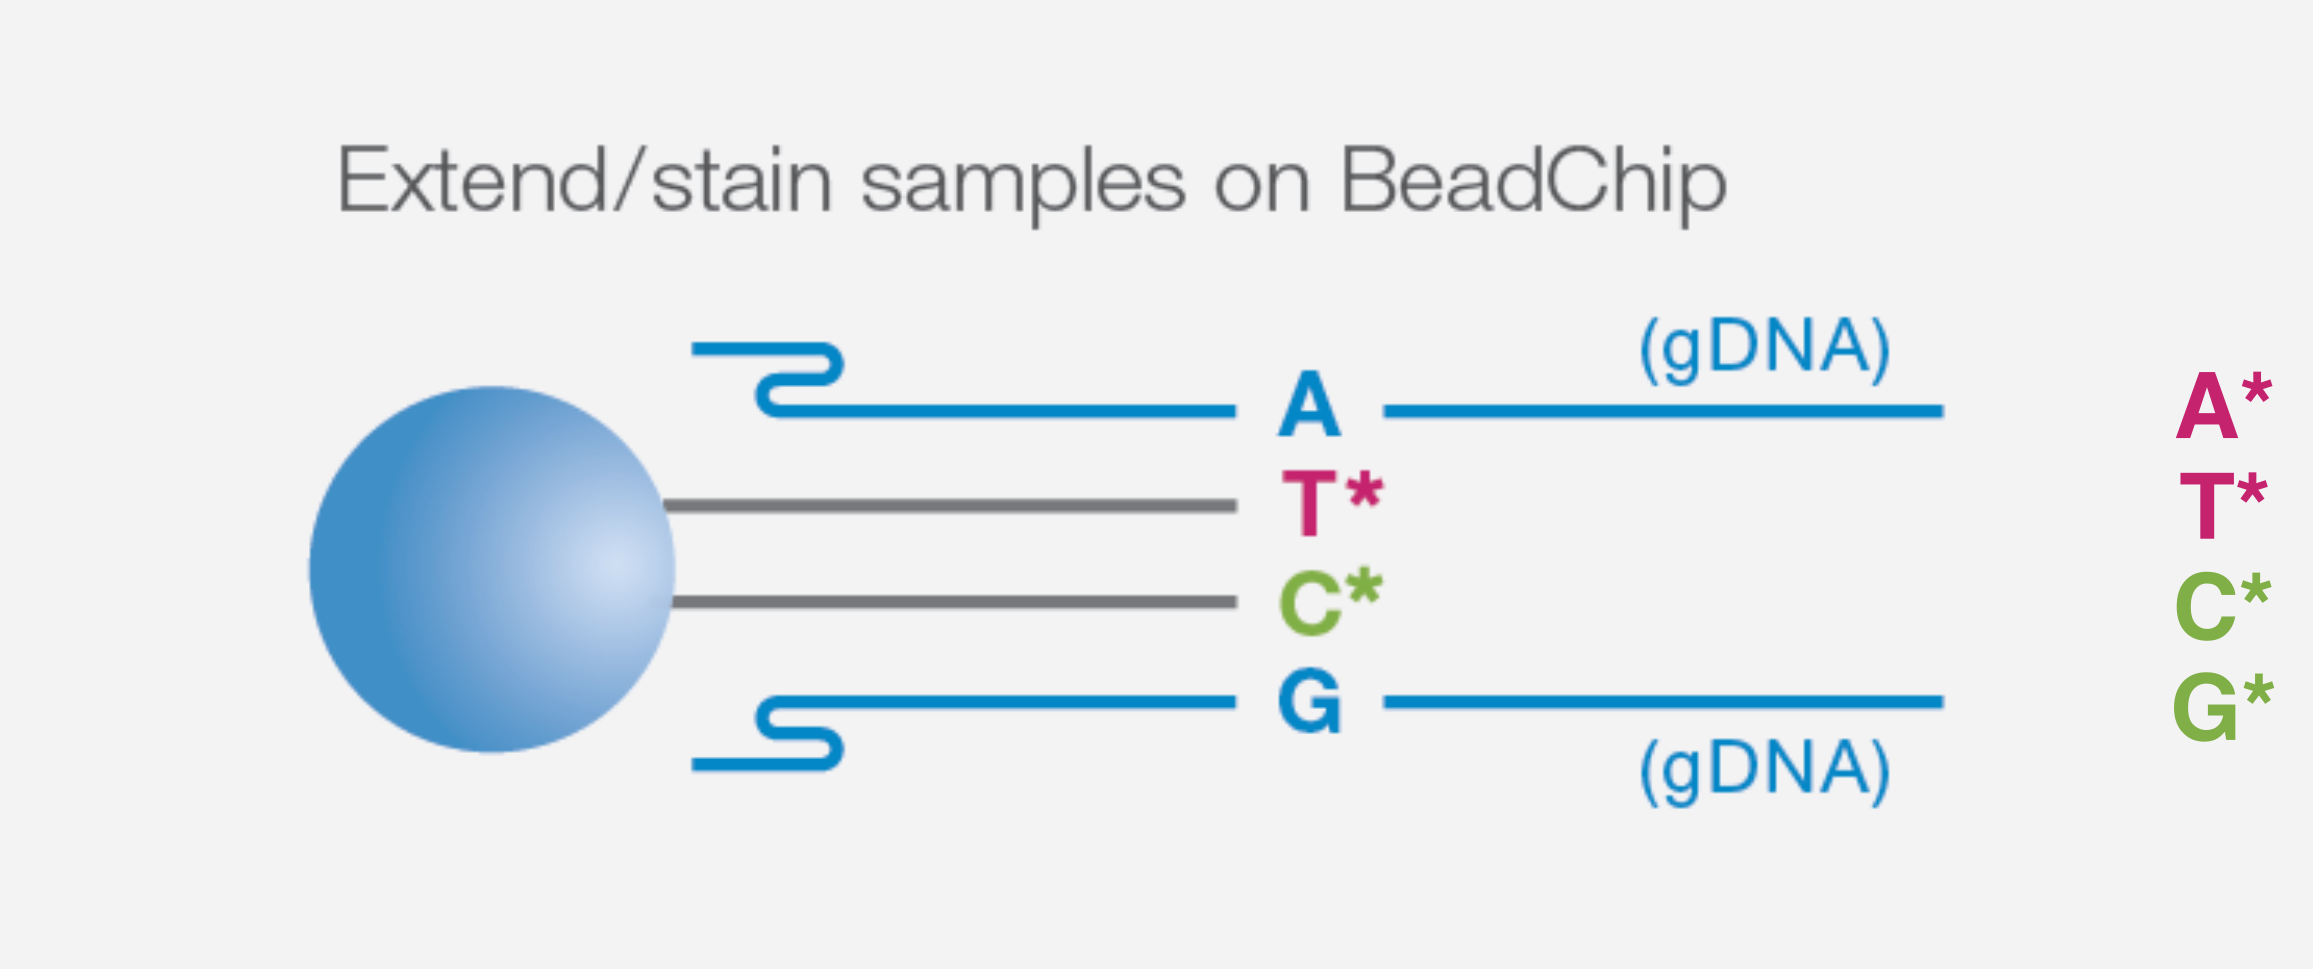 Extend/stain samples on BeadChip
(gDNA)
A A*
T* T*
C* C*
G G*
(gDNA)